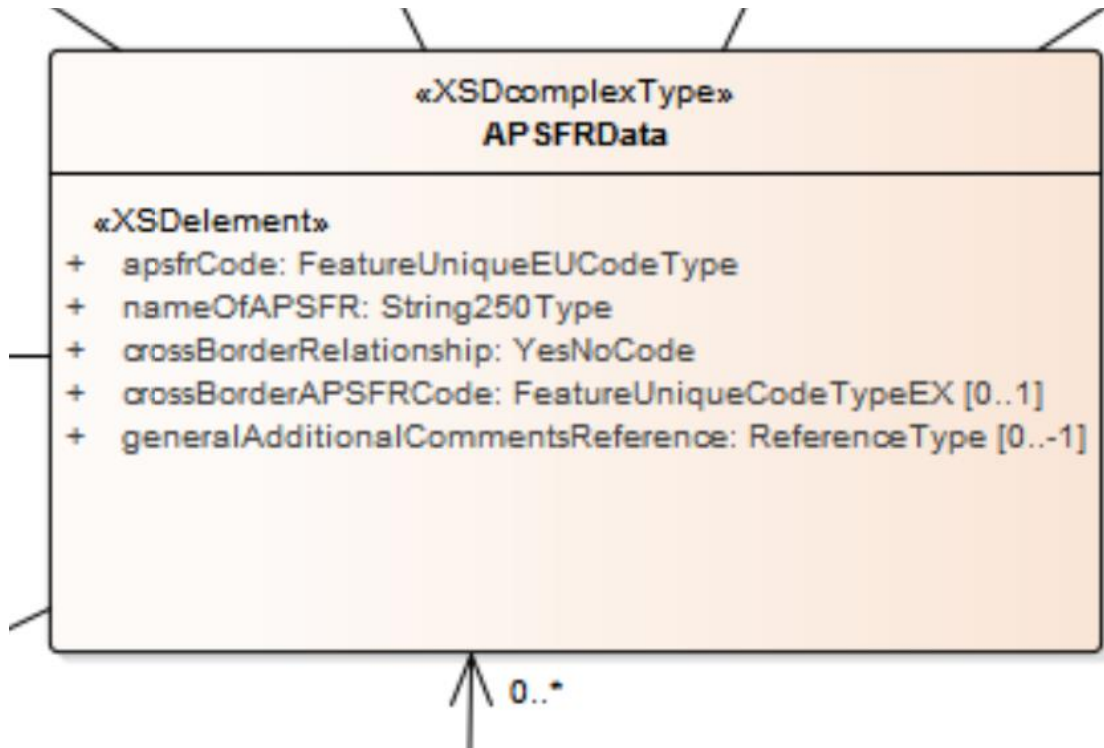 «XSDcomplexType»
APSFRData
«XSDelement»
+ apsfrCode: FeatureUniqueEUCodeType
+ nameOfAPSFR: String250Type
+ crossBorderRelationship: YesNoCode
+ crossBorderAPSFRCode: FeatureUniqueCodeTypeEX [0..1]
+ generalAdditionalCommentsReference: ReferenceType [0..-1]
0..*